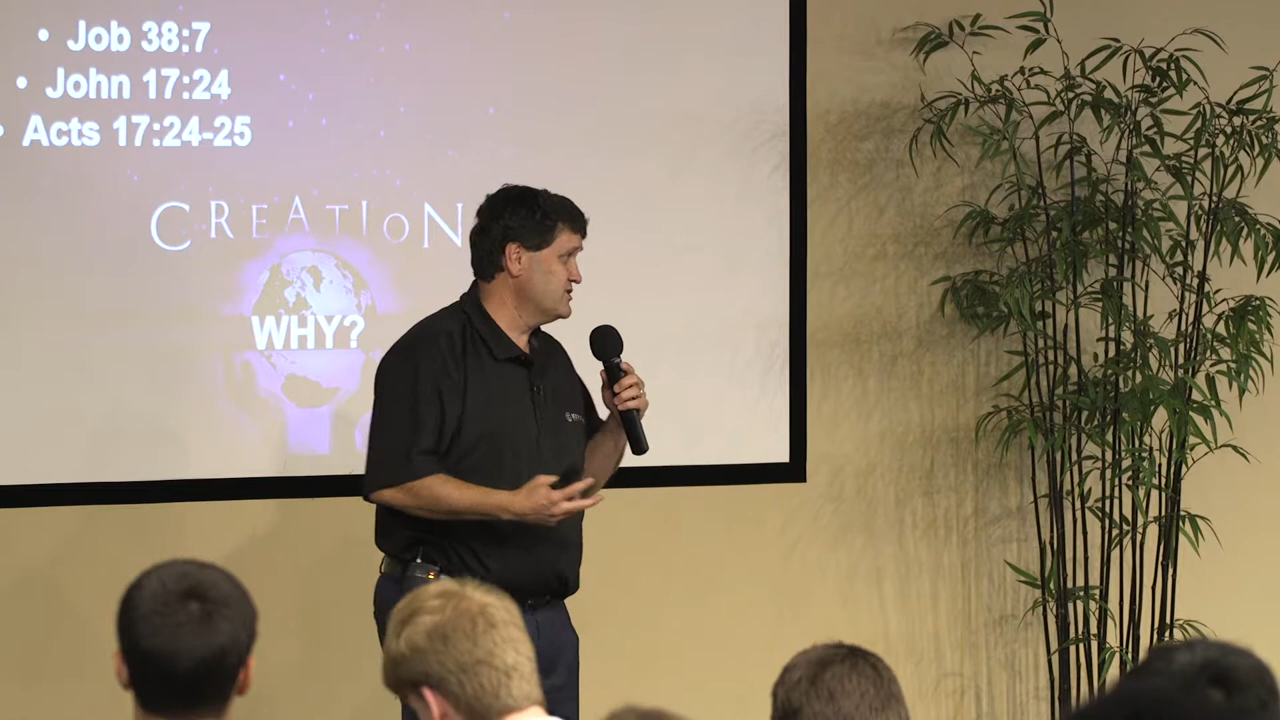 • Job 38:7
• John 17:24
• Acts 17:24-25
CREATION
WHY?